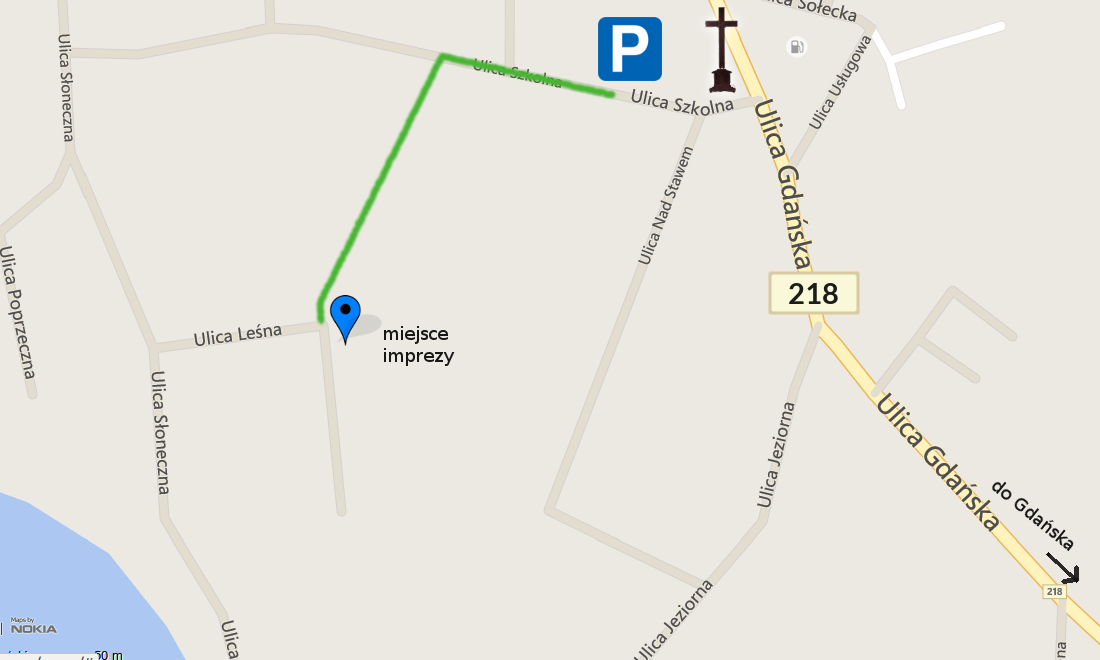 Sołecka
Ulica Słoneczna
P
Ulica Szkolna
Ulica Szkolna
Ulica Usługowa
Ulica Gdańska
Ulica Nad Stawem
Ulica Poprzeczna
218
Ulica Leśna
miejsce
imprezy
Ulica Słoneczna
Ulica Jeziorna
Ulica Gdańska
do Gdańska
218
Ulica Jeziorna
Maps by
NOKIA
Ulica
50 m